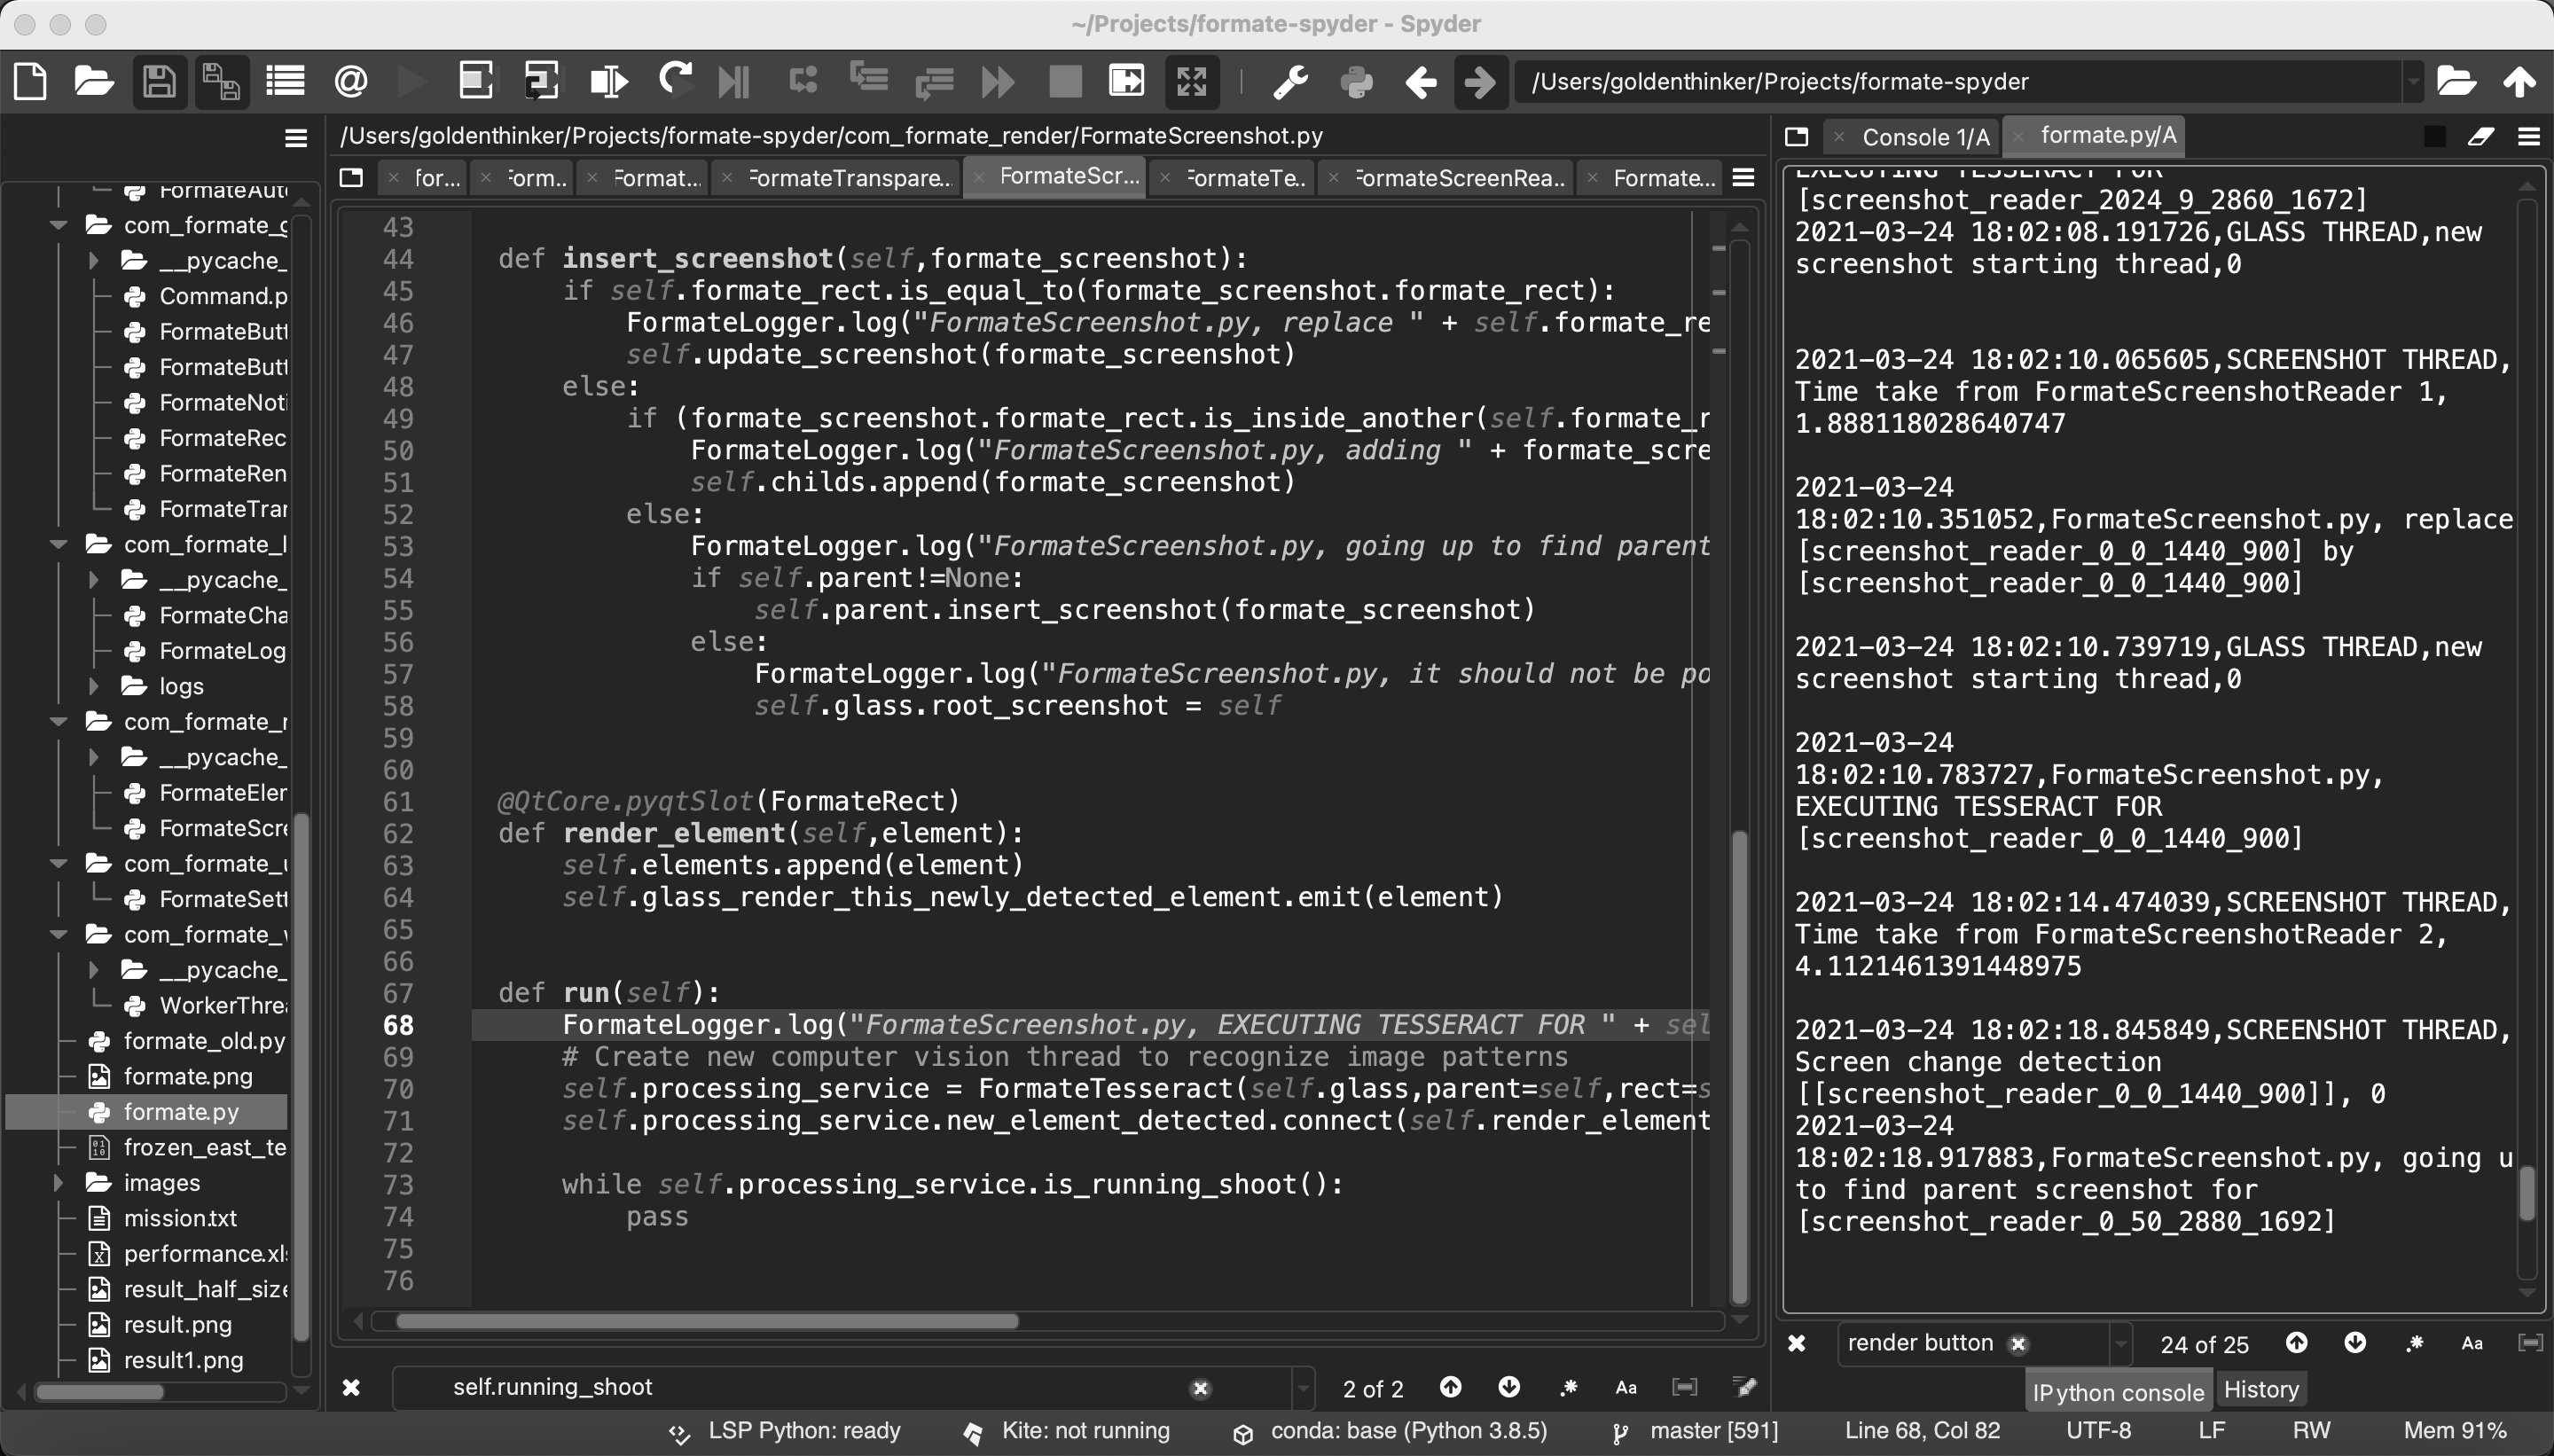 ~/Projects/formate-spyder - Spyder
/Users/goldenthinker/Projects/formate-spyder
FormateAut
com_formate_
__pycache_
Command.p
FormateButt
FormateButt
FormateNoti
FormateRec
FormateRen
FormateTran
com_formate_l
__pycache_
FormateCha
FormateLog
logs
com_formate_r
__pycache_
FormateElem
FormateScre
com_formate_u
FormateSett
com_formate_
__pycache_
WorkerThre
formate_old.py
formate.png
formate.py
frozen_east_te
images
mission.txt
performance.xl
result_half_size
result.png
result1.png
/Users/goldenthinker/Projects/formate-spyder/com_formate_render/FormateScreenshot.py
for... form.. Format... FormateTranspare... FormateScr... FormateTe.. FormateScreenRea.. Formate...
43
44 def insert_screenshot(self,formate_screenshot):
45 if self.formate_rect.is_equal_to(formate_screenshot.formate_rect):
46 FormateLogger.log("FormateScreenshot.py, replace " + self.formate_re
47 self.update_screenshot(formate_screenshot)
48 else:
49 if (formate_screenshot.formate_rect.is_inside_another(self.formate_r
50 FormateLogger.log("FormateScreenshot.py, adding " + formate_scre
51 self.childs.append(formate_screenshot)
52 else:
53 FormateLogger.log("FormateScreenshot.py, going up to find parent
54 if self.parent!=None:
55 self.parent.insert_screenshot(formate_screenshot)
56 else:
57 FormateLogger.log("FormateScreenshot.py, it should not be po
58 self.glass.root_screenshot = self
59
60
61 @QtCore.pyqtSlot(FormateRect)
62 def render_element(self,element):
63 self.elements.append(element)
64 self.glass_render_this_newly_detected_element.emit(element)
65
66
67 def run(self):
68 FormateLogger.log("FormateScreenshot.py, EXECUTING TESSERACT FOR " + sel
69 # Create new computer vision thread to recognize image patterns
70 self.processing_service = FormateTesseract(self.glass,parent=self,rect=s
71 self.processing_service.new_element_detected.connect(self.render_element
72
73 while self.processing_service.is_running_shoot():
74 pass
75
76
self.running_shoot 2 of 2 .* Aa
Console 1/A formate.py/A
EXECUTING TESSERACT FOR
[screenshot_reader_2024_9_2860_1672]
2021-03-24 18:02:08.191726,GLASS THREAD,new
screenshot starting thread,0
2021-03-24 18:02:10.065605,SCREENSHOT THREAD,
Time take from FormateScreenshotReader 1,
1.888118028640747
2021-03-24
18:02:10.351052,FormateScreenshot.py, replace
[screenshot_reader_0_0_1440_900] by
[screenshot_reader_0_0_1440_900]
2021-03-24 18:02:10.739719,GLASS THREAD,new
screenshot starting thread,0
2021-03-24
18:02:10.783727,FormateScreenshot.py,
EXECUTING TESSERACT FOR
[screenshot_reader_0_0_1440_900]
2021-03-24 18:02:14.474039,SCREENSHOT THREAD,
Time take from FormateScreenshotReader 2,
4.1121461391448975
2021-03-24 18:02:18.845849,SCREENSHOT THREAD,
Screen change detection
[[screenshot_reader_0_0_1440_900]], 0
2021-03-24
18:02:18.917883,FormateScreenshot.py, going u
to find parent screenshot for
[screenshot_reader_0_50_2880_1692]
render button 24 of 25 .* Aa
IPython console History
LSP Python: ready Kite: not running conda: base (Python 3.8.5) master [591] Line 68, Col 82 UTF-8 LF RW Mem 91%